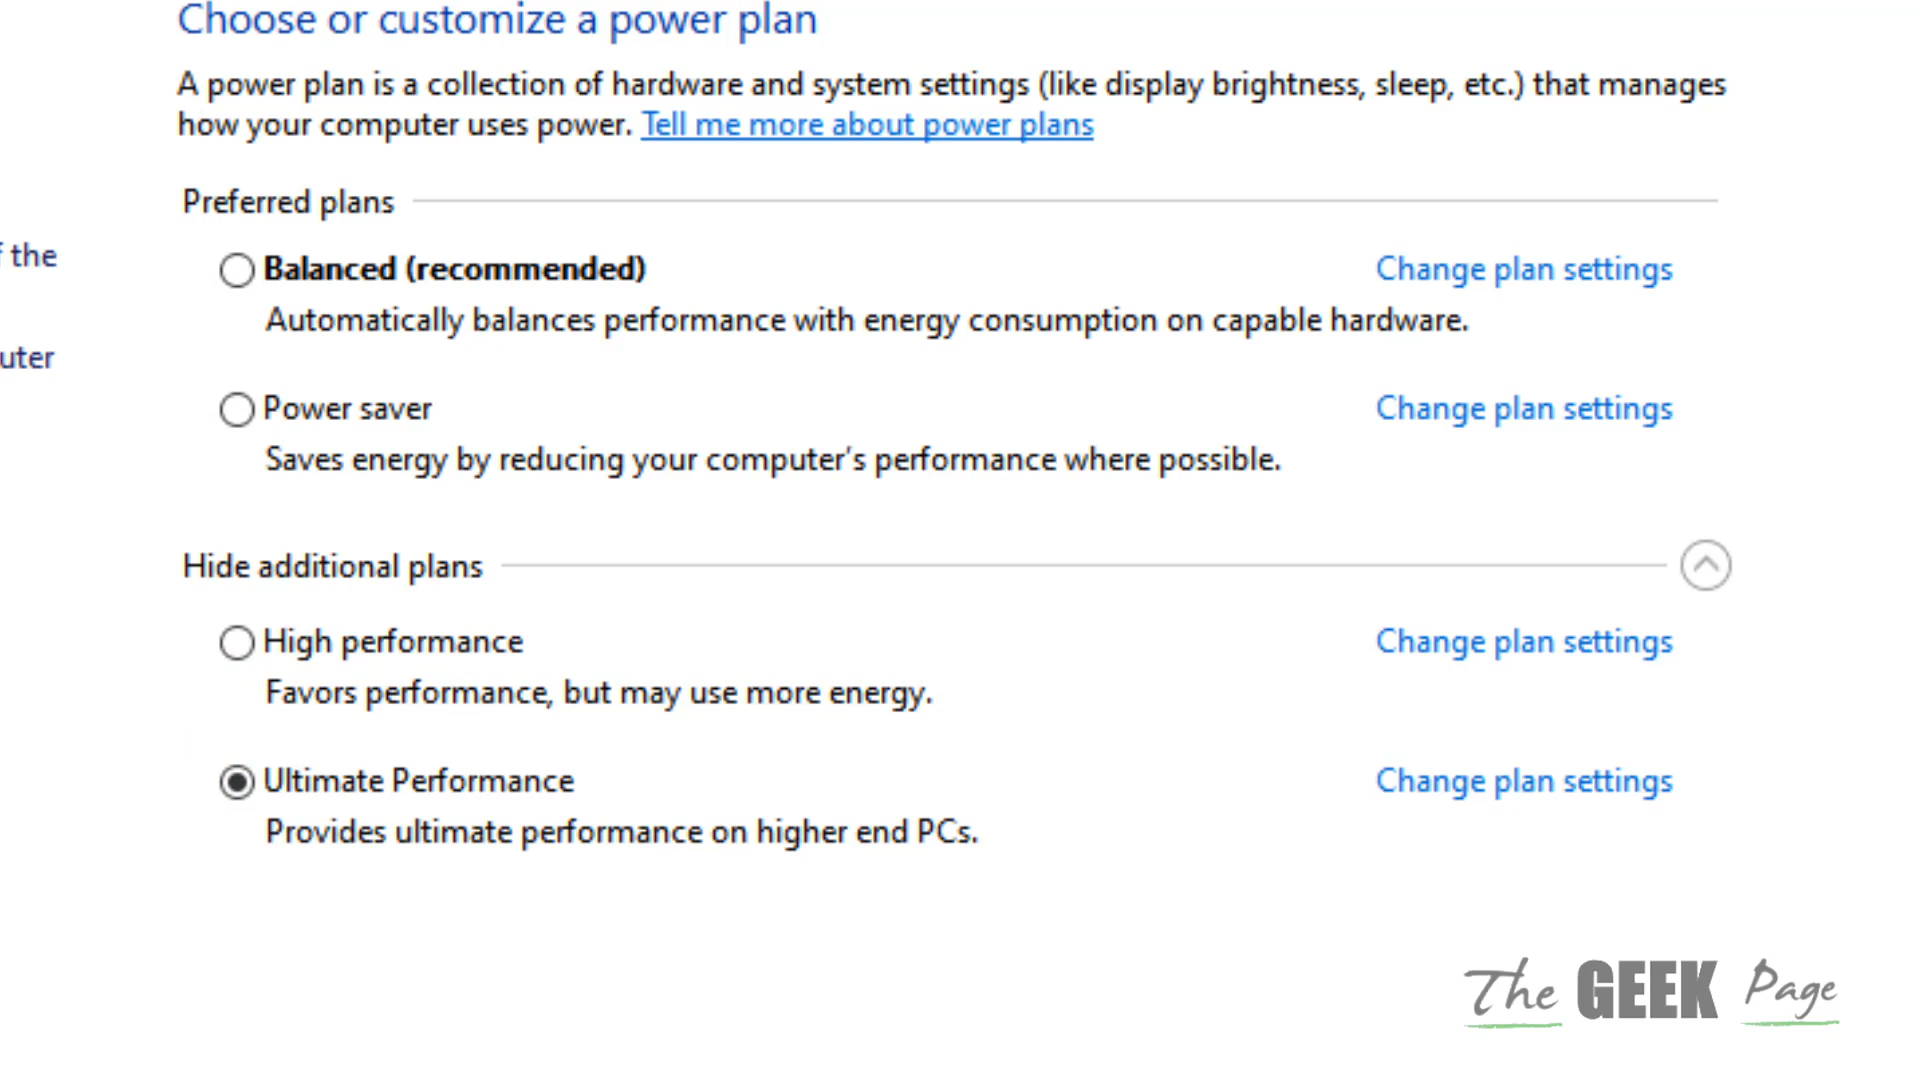 Choose or customize a power plan
A power plan is a collection of hardware and system settings (like display brightness, sleep, etc.) that manages
how your computer uses power. Tell me more about power plans
Preferred plans
f the
Balanced (recommended) Change plan settings
Automatically balances performance with energy consumption on capable hardware.
uter
Power saver Change plan settings
Saves energy by reducing your computer's performance where possible.
Hide additional plans
High performance Change plan settings
Favors performance, but may use more energy.
Ultimate Performance Change plan settings
Provides ultimate performance on higher end PCs.
The GEEK Page